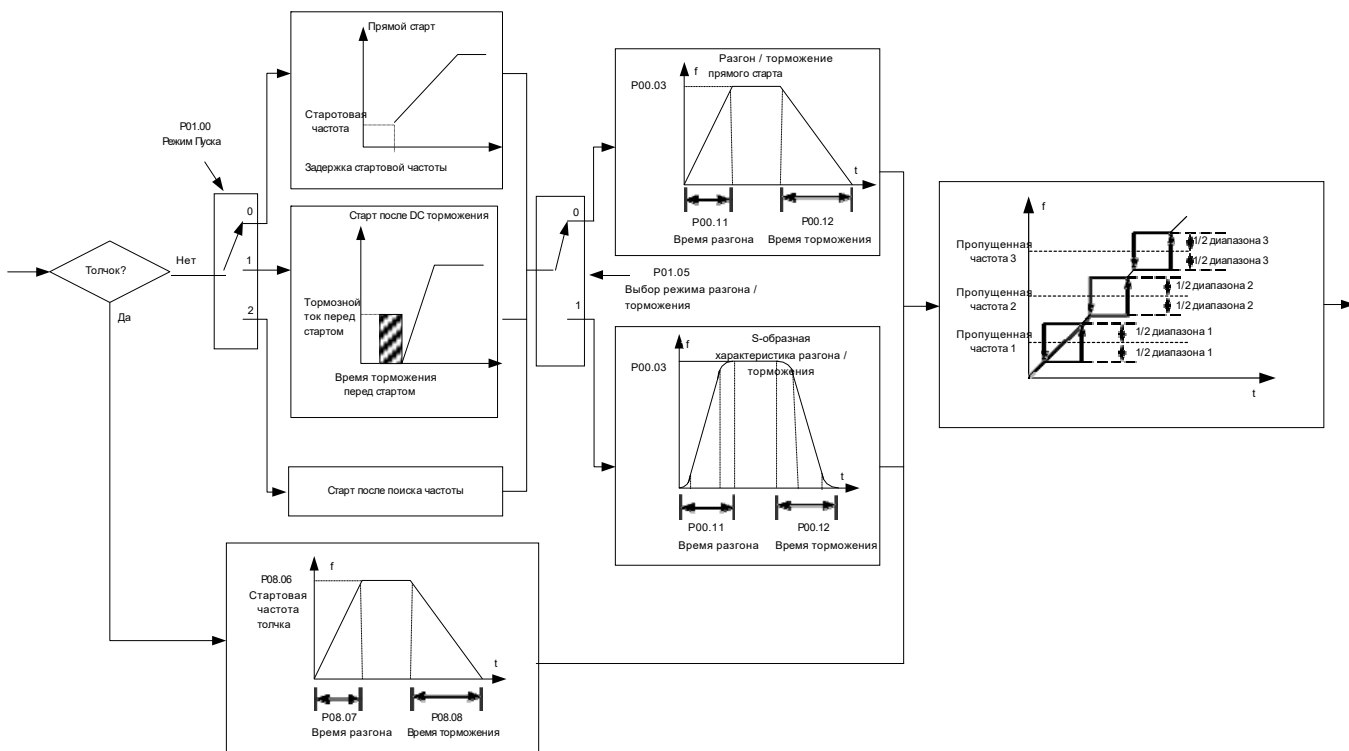 Прямой старт
Старотовая
частота
Задержка стартовой частоты
P01.00
Режим Пуска
0
1
2
Толчок?
Нет
Да
Старт после DC торможения
Тормозной
ток перед
стартом
Время торможения
перед стартом
Старт после поиска частоты
P08.06
Стартовая
частота
толчка
f
t
P08.07
P08.08
Время разгона
Время торможения
0
1
P01.05
Выбор режима разгона /
торможения
Разгон / торможение
прямого старта
f
P00.03
t
P00.11
P00.12
Время разгона
Время торможения
S-образная
характеристика разгона /
торможения
f
P00.03
t
P00.11
P00.12
Время разгона
Время торможения
f
Пропущенная
частота 3
Пропущенная
частота 2
Пропущенная
частота 1
1/2 диапазона 3
1/2 диапазона 3
1/2 диапазона 2
1/2 диапазона 2
1/2 диапазона 1
1/2 диапазона 1
t